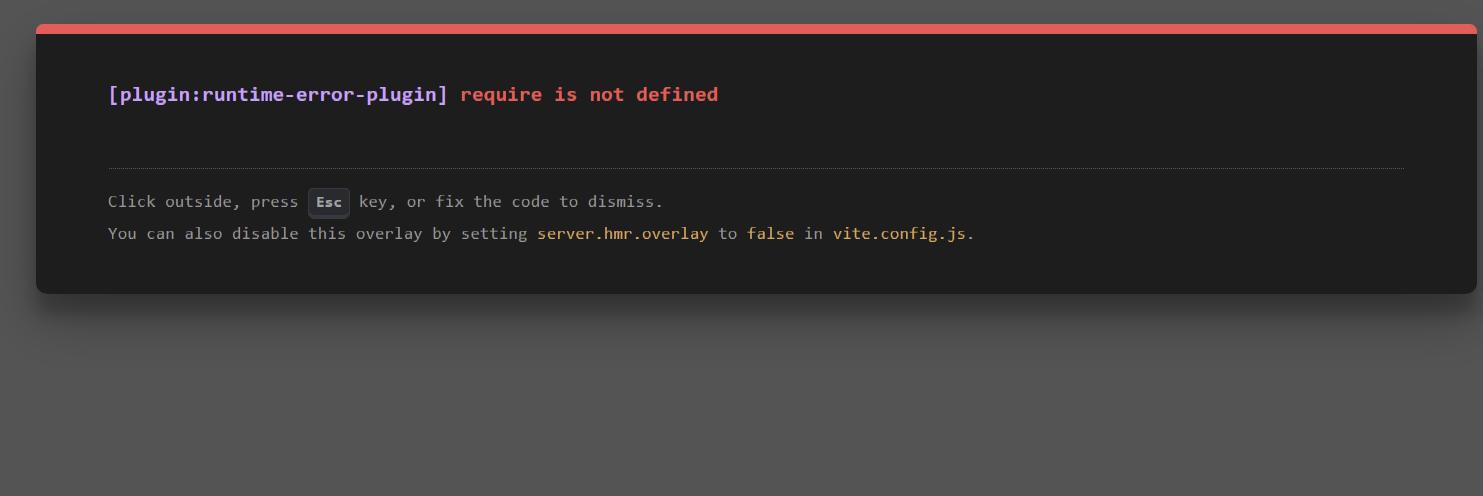 [plugin:runtime-error-plugin] require is not defined
Click outside, press Esc key, or fix the code to dismiss.
You can also disable this overlay by setting server.hmr.overlay to false in vite.config.js.